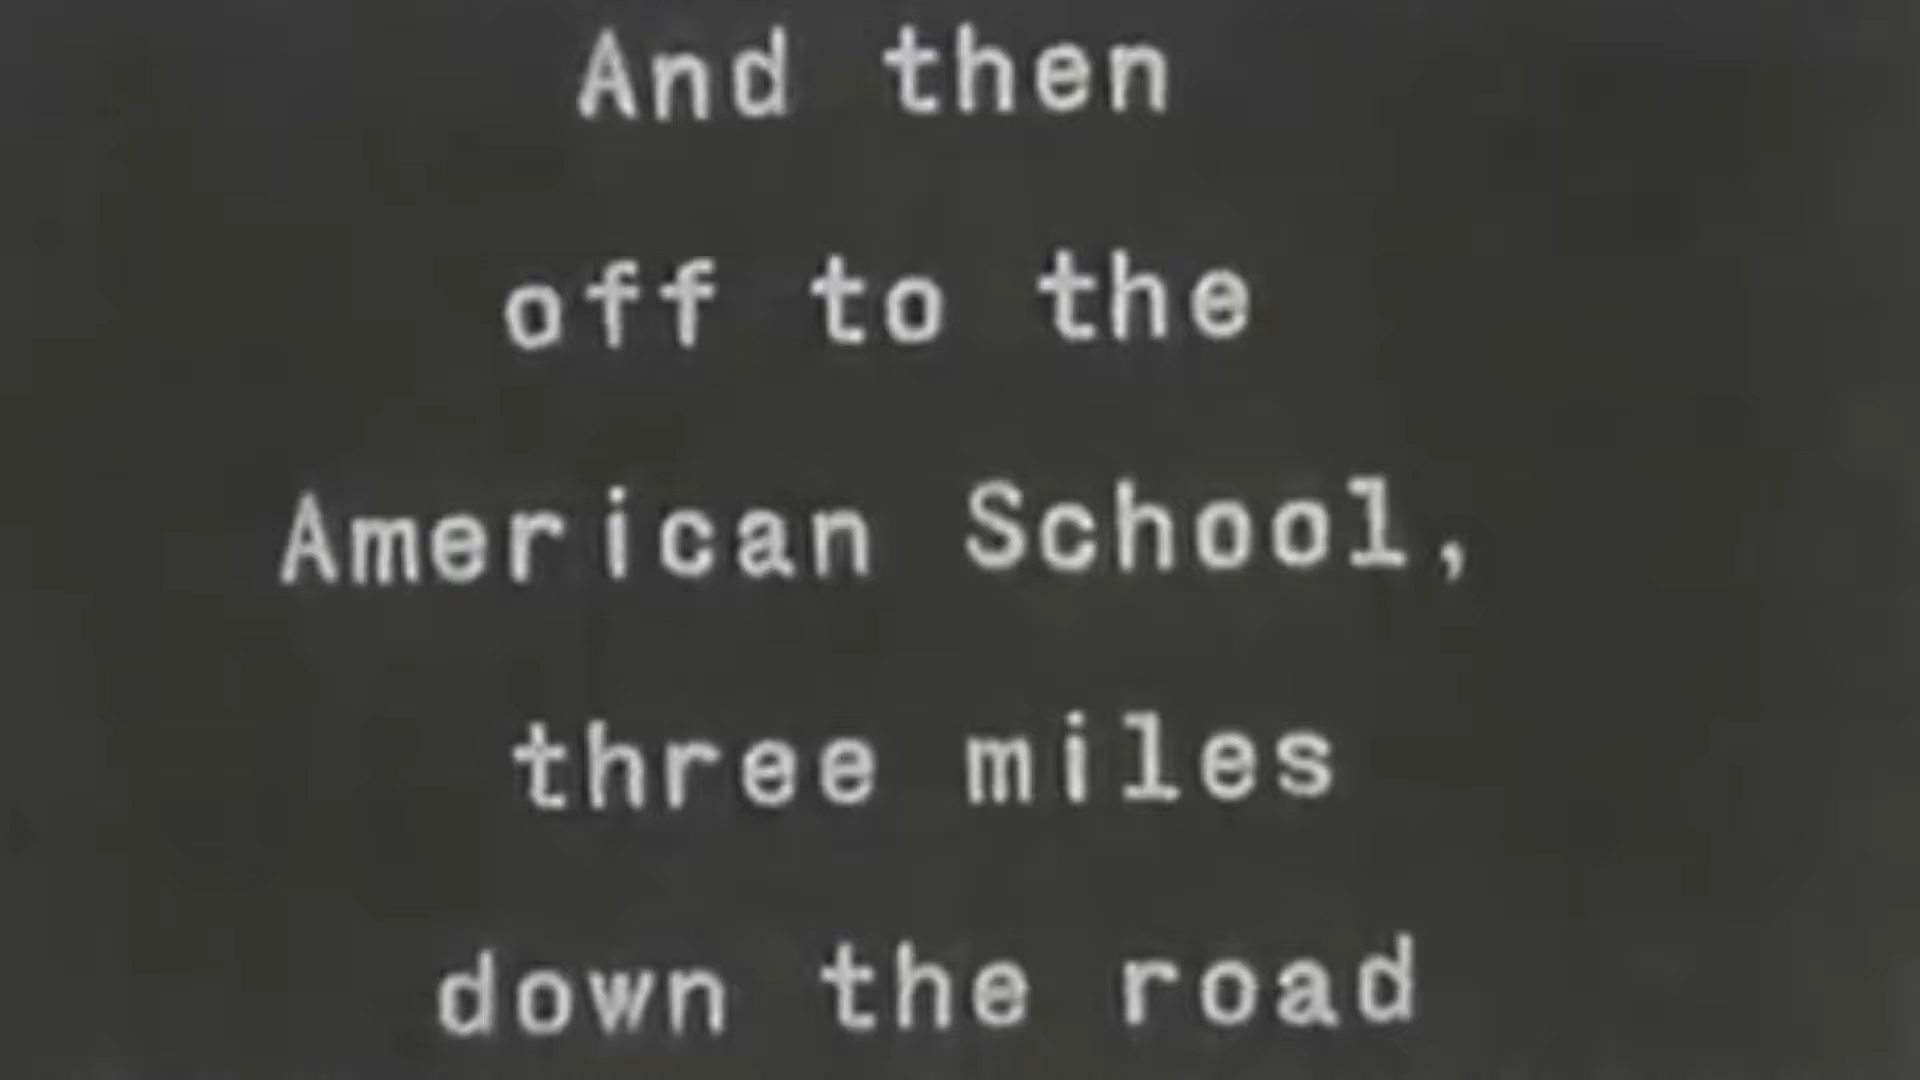 And then
off to the
American School,
three miles
down the road